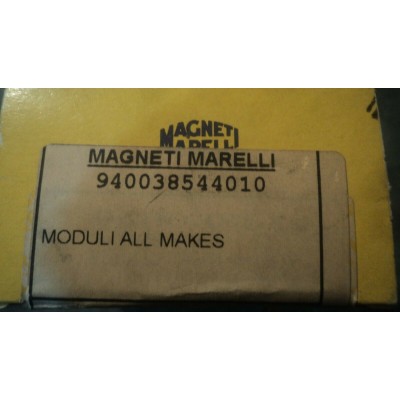 MAGNETI
MARELLI
MAGNETI MARELLI
940038544010
MODULI ALL MAKES